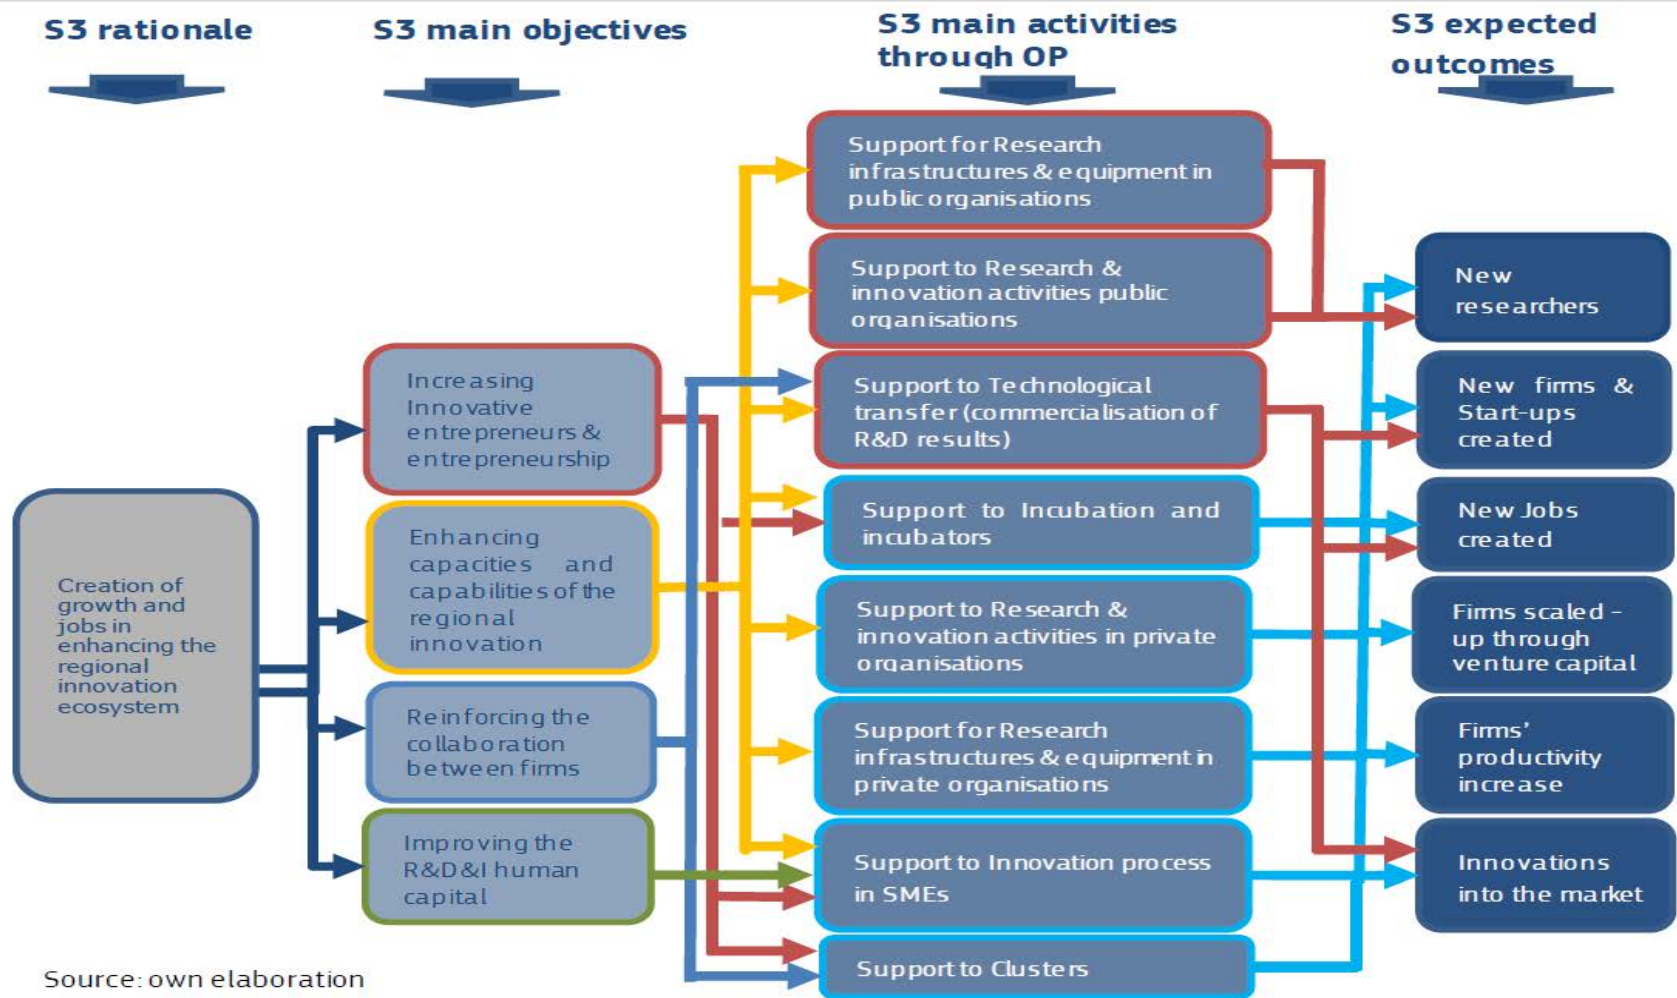 S3 rationale
S3 main objectives
S3 main activities
through OP
S3 expected
outcomes
Creation of
growth and
jobs in
enhancing the
regional
innovation
ecosystem
Increasing
Innovative
entrepreneurs &
entrepreneurship
Enhancing
capacities and
capabilities of the
regional
innovation
Reinforcing the
collaboration
between firms
Improving the
R&D&I human
capital
Support for Research
infrastructures & equipment in
public organisations
Support to Research &
innovation activities public
organisations
Support to Technological
transfer (commercialisation of
R&D results)
Support to Incubation and
incubators
Support to Research &
innovation activities in private
organisations
Support for Research
infrastructures & equipment in
private organisations
Support to Innovation process
in SMEs
Support to Clusters
New
researchers
New firms &
Start-ups
created
New Jobs
created
Firms scaled -
up through
venture capital
Firms’
productivity
increase
Innovations
into the market
Source: own elaboration